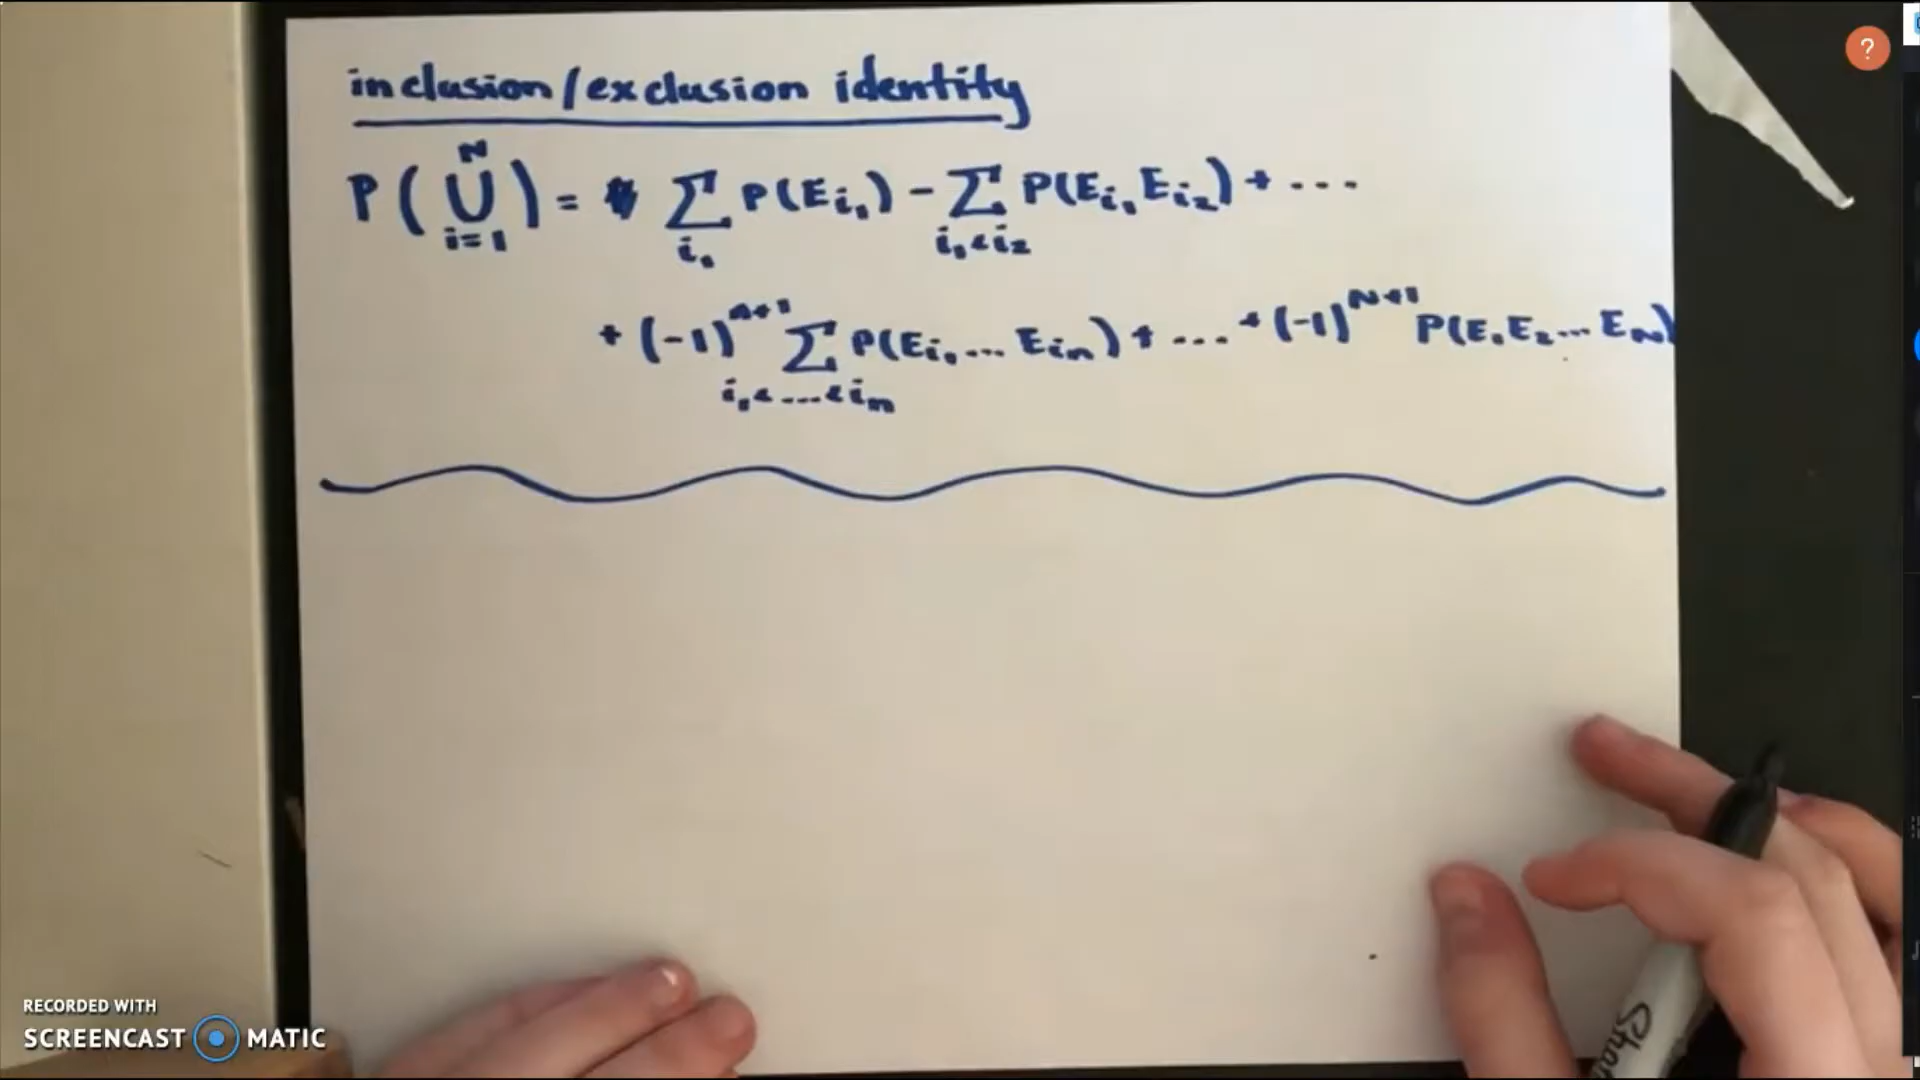 inclusion/exclusion identity
P(⋃_{i=1}^{N}) = ∑_{i₁} P(E_{i₁}) - ∑_{i₁<i₂} P(E_{i₁}E_{i₂}) + ...
+ (-1)^{n+1} ∑_{i₁<...<i_n} P(E_{i₁}...E_{i_n}) + ... + (-1)^{N+1} P(E₁E₂...E_N)
?
RECORDED WITH
SCREENCAST MATIC